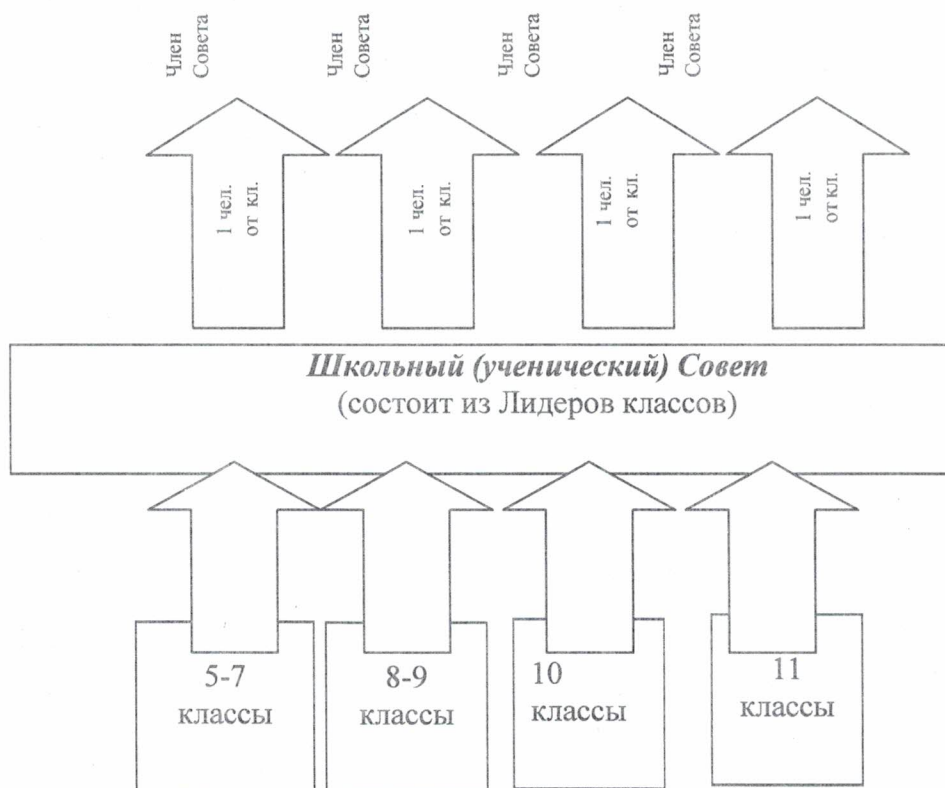 Член
Совета
Член
Совета
Член
Совета
Член
Совета
1 чел.
от кл.
1 чел.
от кл.
1 чел.
от кл.
1 чел.
от кл.
Школьный (ученический) Совет
(состоит из Лидеров классов)
5-7
классы
8-9
классы
10
классы
11
классы